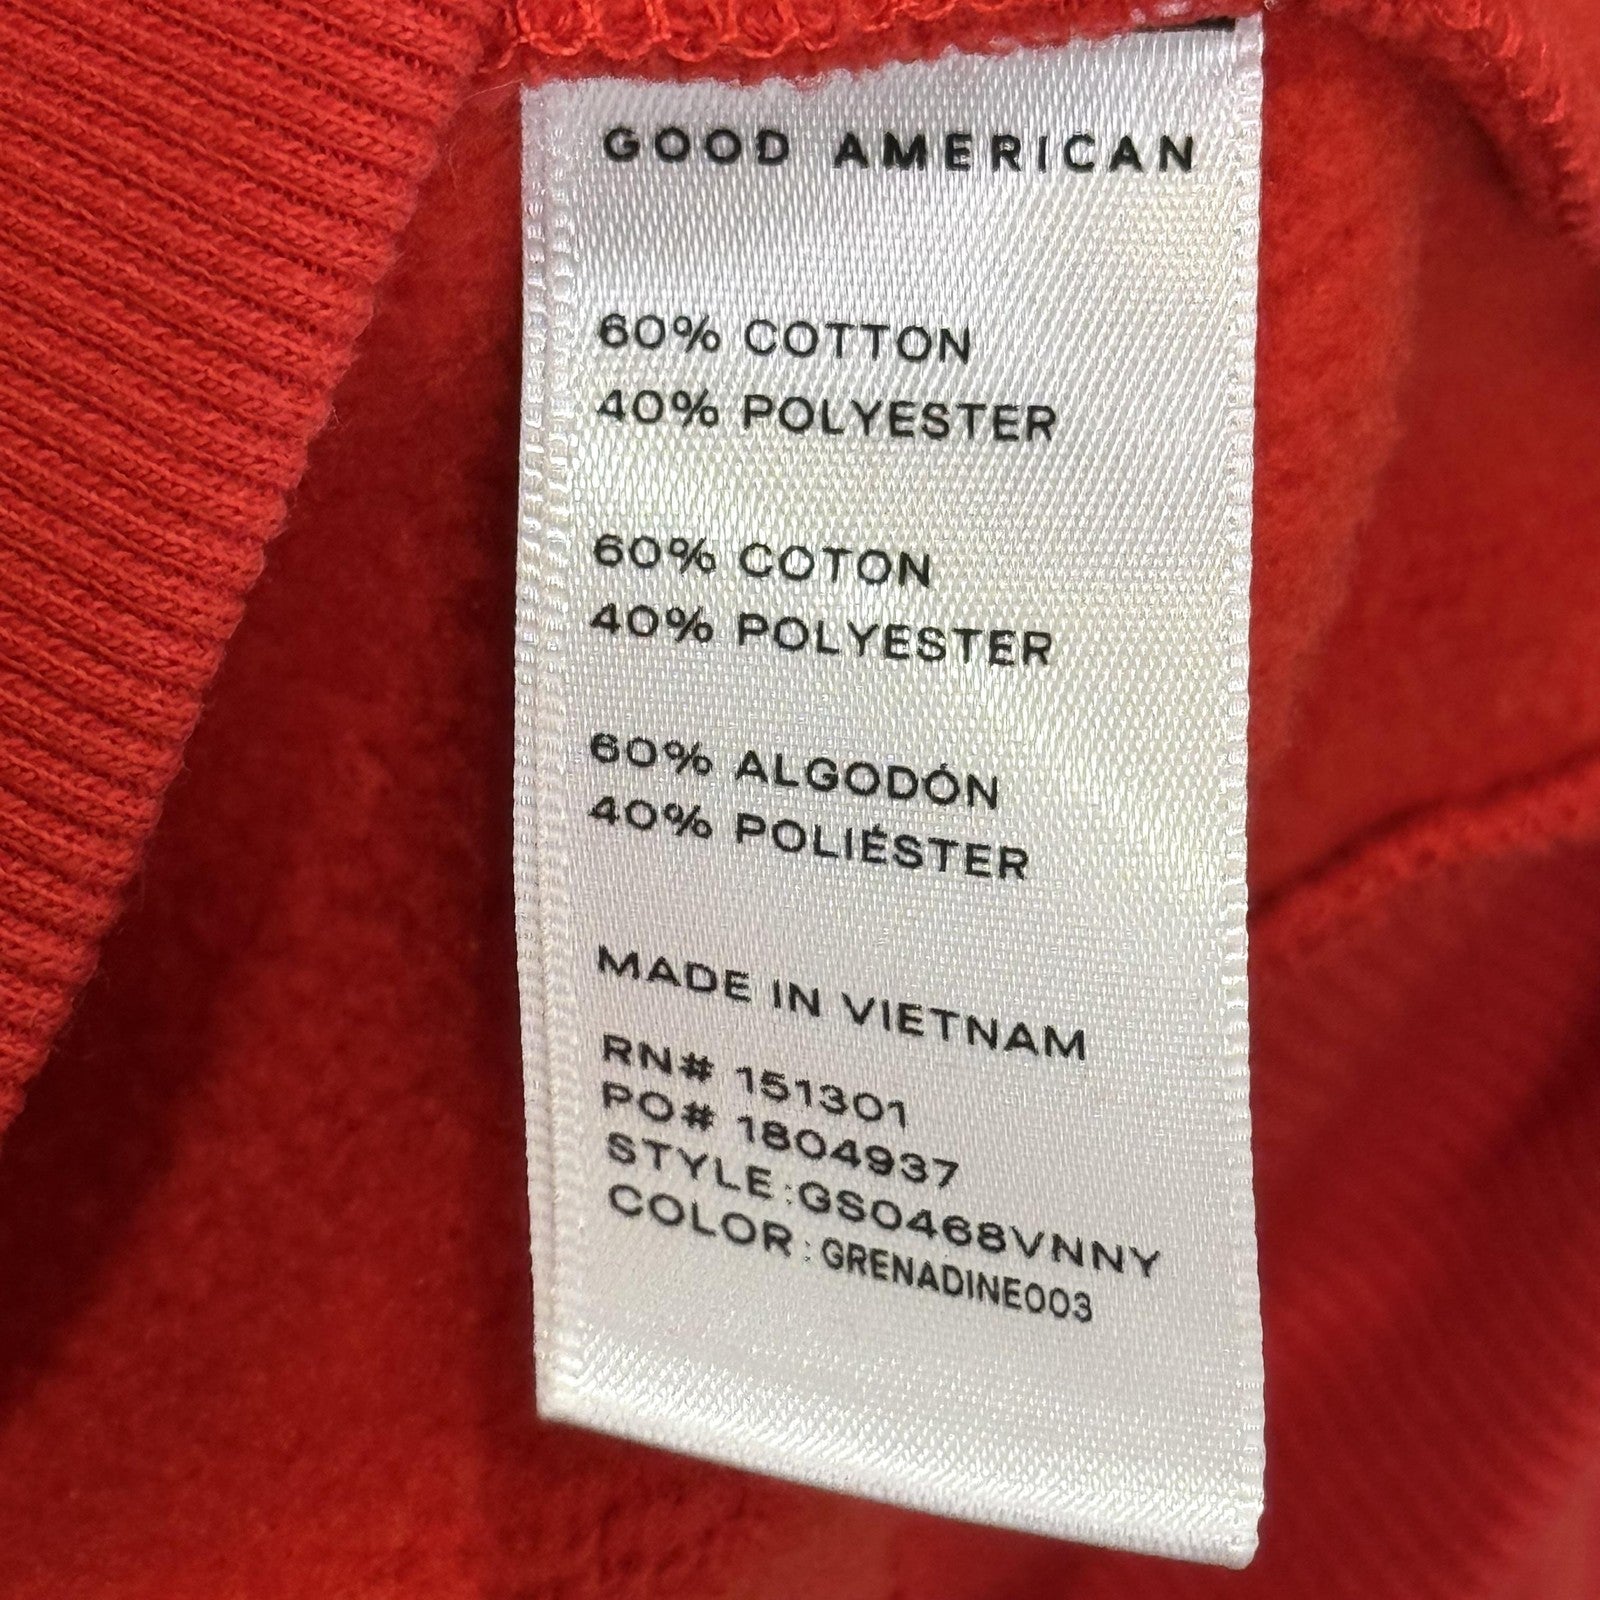 GOOD AMERICAN
60% COTTON
40% POLYESTER
60% COTON
40% POLYESTER
60% ALGODÓN
40% POLIÉSTER
MADE IN VIETNAM
RN# 151301
PO# 1804937
STYLE:GS0468VNNY
COLOR:GRENADINE003